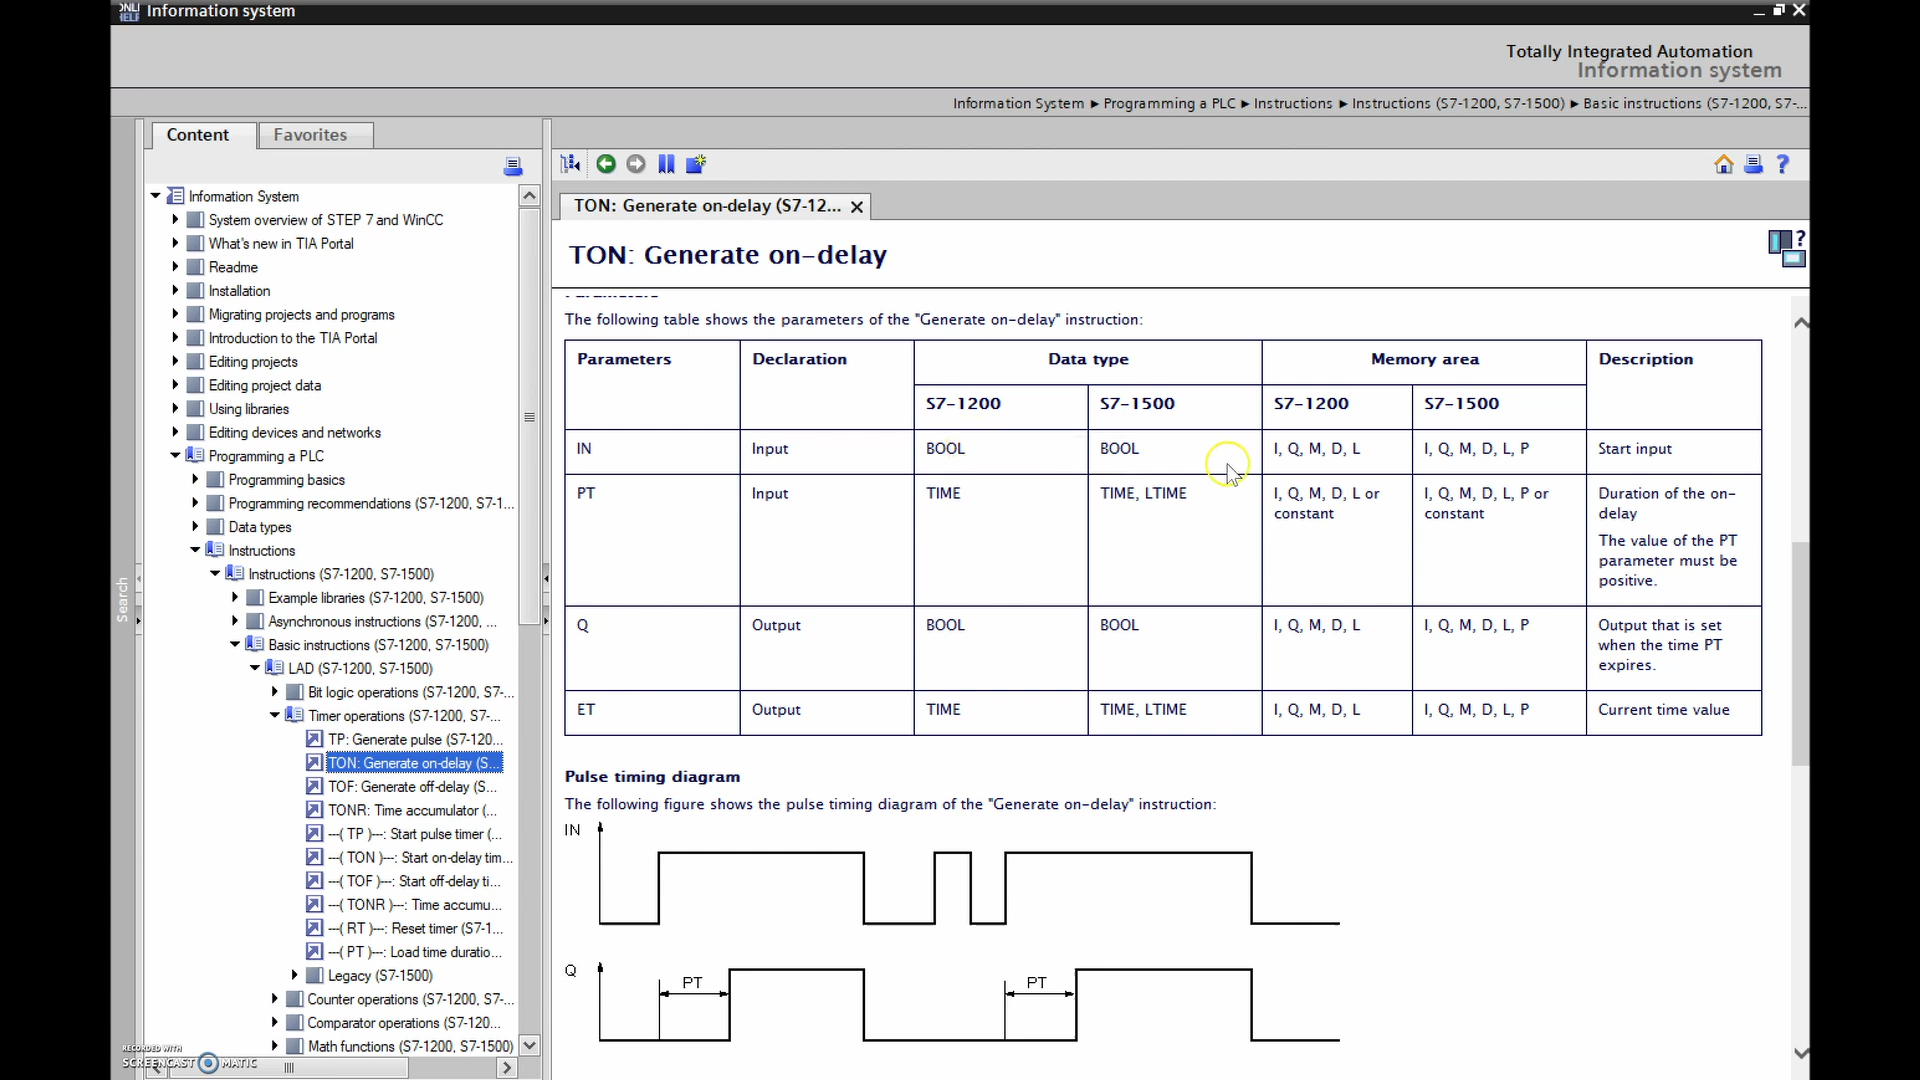 ONLI
HELF
Information system
Totally Integrated Automation
Information system
Information System ▸ Programming a PLC ▸ Instructions ▸ Instructions (S7-1200, S7-1500) ▸ Basic instructions (S7-1200, S7-...
Content
Favorites
Search
Information System
System overview of STEP 7 and WinCC
What's new in TIA Portal
Readme
Installation
Migrating projects and programs
Introduction to the TIA Portal
Editing projects
Editing project data
Using libraries
Editing devices and networks
Programming a PLC
Programming basics
Programming recommendations (S7-1200, S7-1...
Data types
Instructions
Instructions (S7-1200, S7-1500)
Example libraries (S7-1200, S7-1500)
Asynchronous instructions (S7-1200, ...
Basic instructions (S7-1200, S7-1500)
LAD (S7-1200, S7-1500)
Bit logic operations (S7-1200, S7-...
Timer operations (S7-1200, S7-...
TP: Generate pulse (S7-120...
TON: Generate on-delay (S...
TOF: Generate off-delay (S...
TONR: Time accumulator (...
---( TP )---: Start pulse timer (...
---( TON )---: Start on-delay tim...
---( TOF )---: Start off-delay ti...
---( TONR )---: Time accumu...
---( RT )---: Reset timer (S7-1...
---( PT )---: Load time duratio...
Legacy (S7-1500)
Counter operations (S7-1200, S7-...
Comparator operations (S7-120...
Math functions (S7-1200, S7-1500)
RECORDED WITH
SCREENCAST MATIC
TON: Generate on-delay (S7-12...
TON: Generate on-delay
Parameters
The following table shows the parameters of the "Generate on-delay" instruction:
Parameters Declaration Data type Memory area Description
S7-1200 S7-1500 S7-1200 S7-1500
IN Input BOOL BOOL I, Q, M, D, L I, Q, M, D, L, P Start input
PT Input TIME TIME, LTIME I, Q, M, D, L or I, Q, M, D, L, P or Duration of the on-
constant constant delay
The value of the PT
parameter must be
positive.
Q Output BOOL BOOL I, Q, M, D, L I, Q, M, D, L, P Output that is set
when the time PT
expires.
ET Output TIME TIME, LTIME I, Q, M, D, L I, Q, M, D, L, P Current time value
Pulse timing diagram
The following figure shows the pulse timing diagram of the "Generate on-delay" instruction:
IN
Q
PT PT